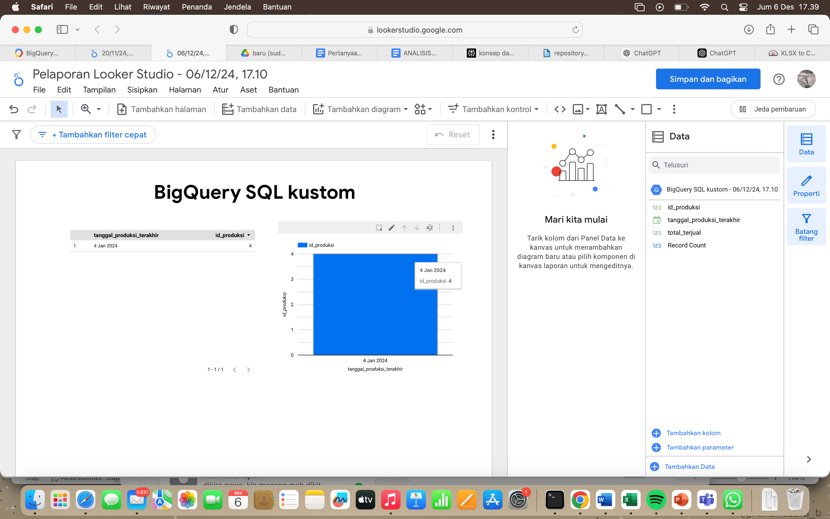 Safari File Edit Lihat Riwayat Penanda Jendela Bantuan
Jum 6 Des 17.39
lookerstudio.google.com
BigQuery...
20/11/24,...
06/12/24,...
baru (sud...
Pertanyaa...
ANALISIS...
konsep da...
repository...
ChatGPT
ChatGPT
XLSX to C...
Pelaporan Looker Studio - 06/12/24, 17.10
File Edit Tampilan Sisipkan Halaman Atur Aset Bantuan
Simpan dan bagikan
Tambahkan halaman
Tambahkan data
Tambahkan diagram
Tambahkan kontrol
Jeda pembaruan
+ Tambahkan filter cepat
Reset
BigQuery SQL kustom
tanggal_produksi_terakhir id_produksi
1. 4 Jan 2024 4
1 - 1 / 1
id_produksi
4
3
2
1
0
id_produksi
4 Jan 2024
id_produksi: 4
4 Jan 2024
tanggal_produksi_terakhir
Mari kita mulai
Tarik kolom dari Panel Data ke
kanvas untuk menambahkan
diagram baru atau pilih komponen di
kanvas laporan untuk mengeditnya.
Data
Telusuri
BigQuery SQL kustom - 06/12/24, 17.10
123 id_produksi
tanggal_produksi_terakhir
123 total_terjual
123 Record Count
Tambahkan kolom
Tambahkan parameter
Tambahkan Data
Data
Properti
Batang
filter
DES
6